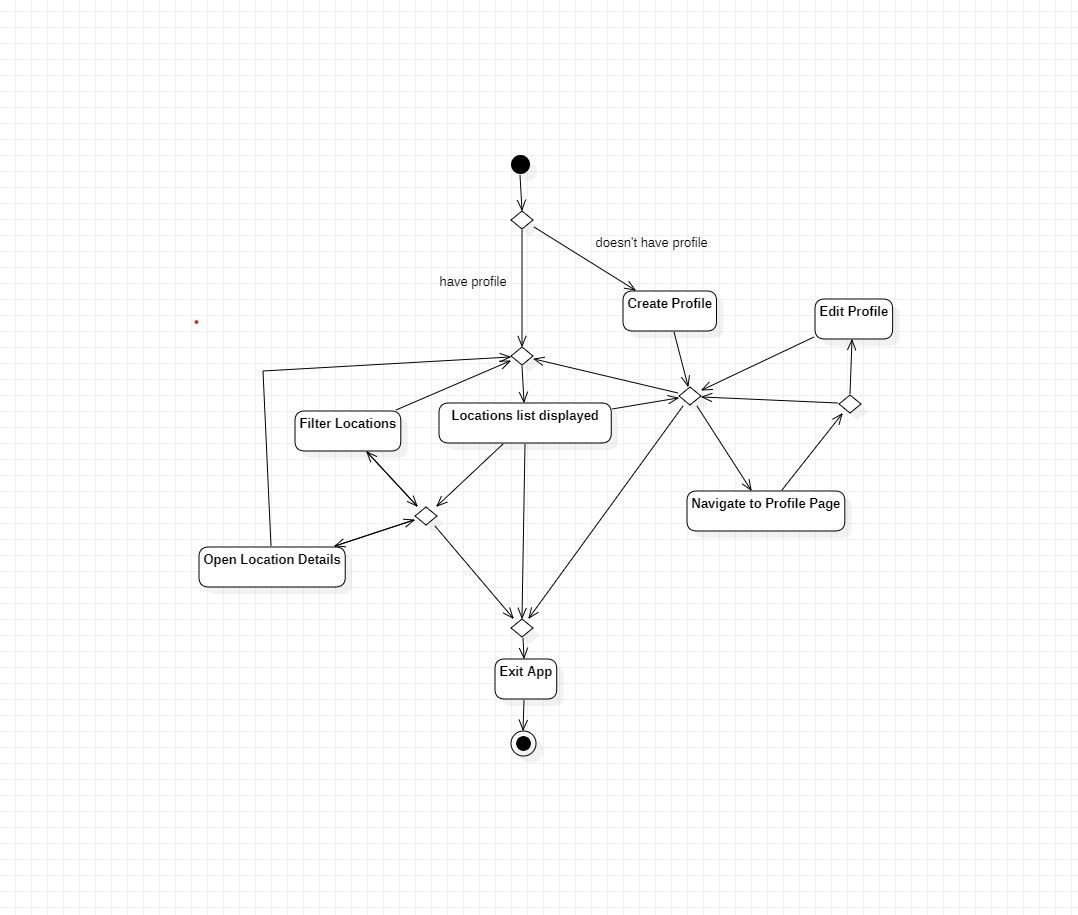 doesn't have profile
have profile
Create Profile
Edit Profile
Filter Locations
Locations list displayed
Navigate to Profile Page
Open Location Details
Exit App